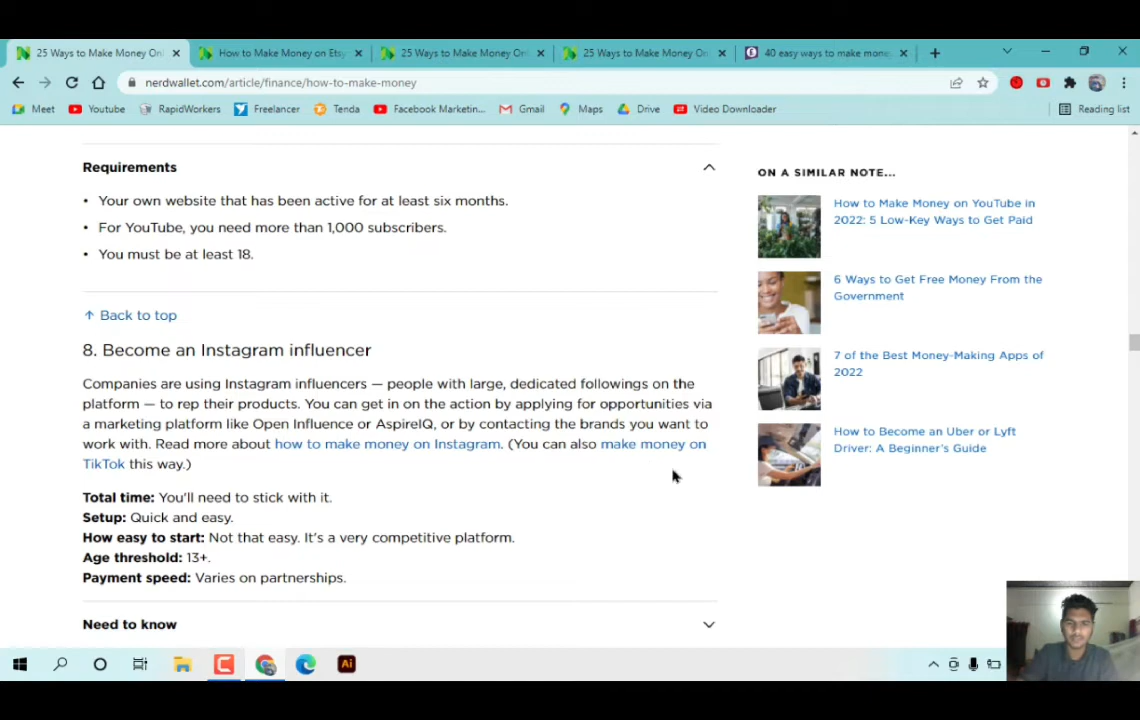 25 Ways to Make Money Onl
How to Make Money on Etsy
25 Ways to Make Money On
25 Ways to Make Money On
40 easy ways to make money
nerdwallet.com/article/finance/how-to-make-money
Meet
Youtube
RapidWorkers
Freelancer
Tenda
Facebook Marketin...
Gmail
Maps
Drive
Video Downloader
Reading list
Requirements
• Your own website that has been active for at least six months.
• For YouTube, you need more than 1,000 subscribers.
• You must be at least 18.
↑ Back to top
8. Become an Instagram influencer
Companies are using Instagram influencers — people with large, dedicated followings on the
platform — to rep their products. You can get in on the action by applying for opportunities via
a marketing platform like Open Influence or AspireIQ, or by contacting the brands you want to
work with. Read more about how to make money on Instagram. (You can also make money on
TikTok this way.)
Total time: You'll need to stick with it.
Setup: Quick and easy.
How easy to start: Not that easy. It's a very competitive platform.
Age threshold: 13+.
Payment speed: Varies on partnerships.
Need to know
ON A SIMILAR NOTE...
How to Make Money on YouTube in
2022: 5 Low-Key Ways to Get Paid
6 Ways to Get Free Money From the
Government
7 of the Best Money-Making Apps of
2022
How to Become an Uber or Lyft
Driver: A Beginner's Guide
Ai